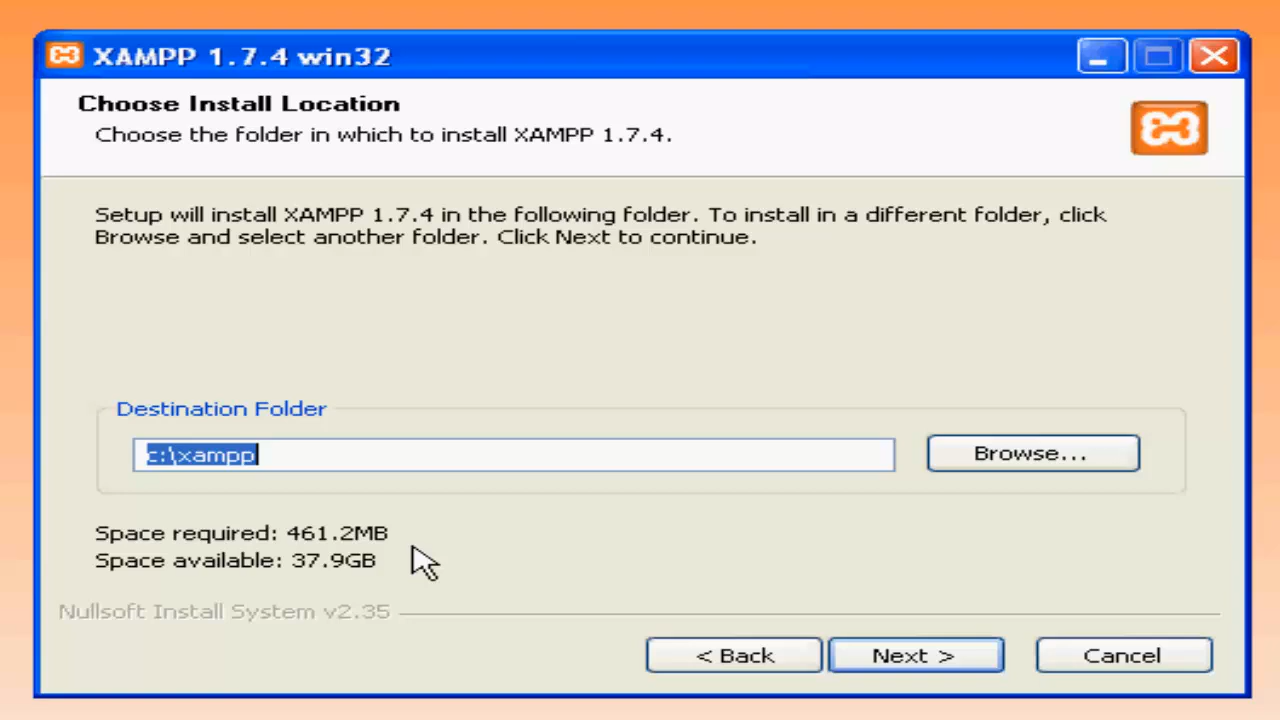 XAMPP 1.7.4 win32
Choose Install Location
Choose the folder in which to install XAMPP 1.7.4.
Setup will install XAMPP 1.7.4 in the following folder. To install in a different folder, click
Browse and select another folder. Click Next to continue.
Destination Folder
c:\xampp
Browse...
Space required: 461.2MB
Space available: 37.9GB
Nullsoft Install System v2.35
< Back
Next >
Cancel